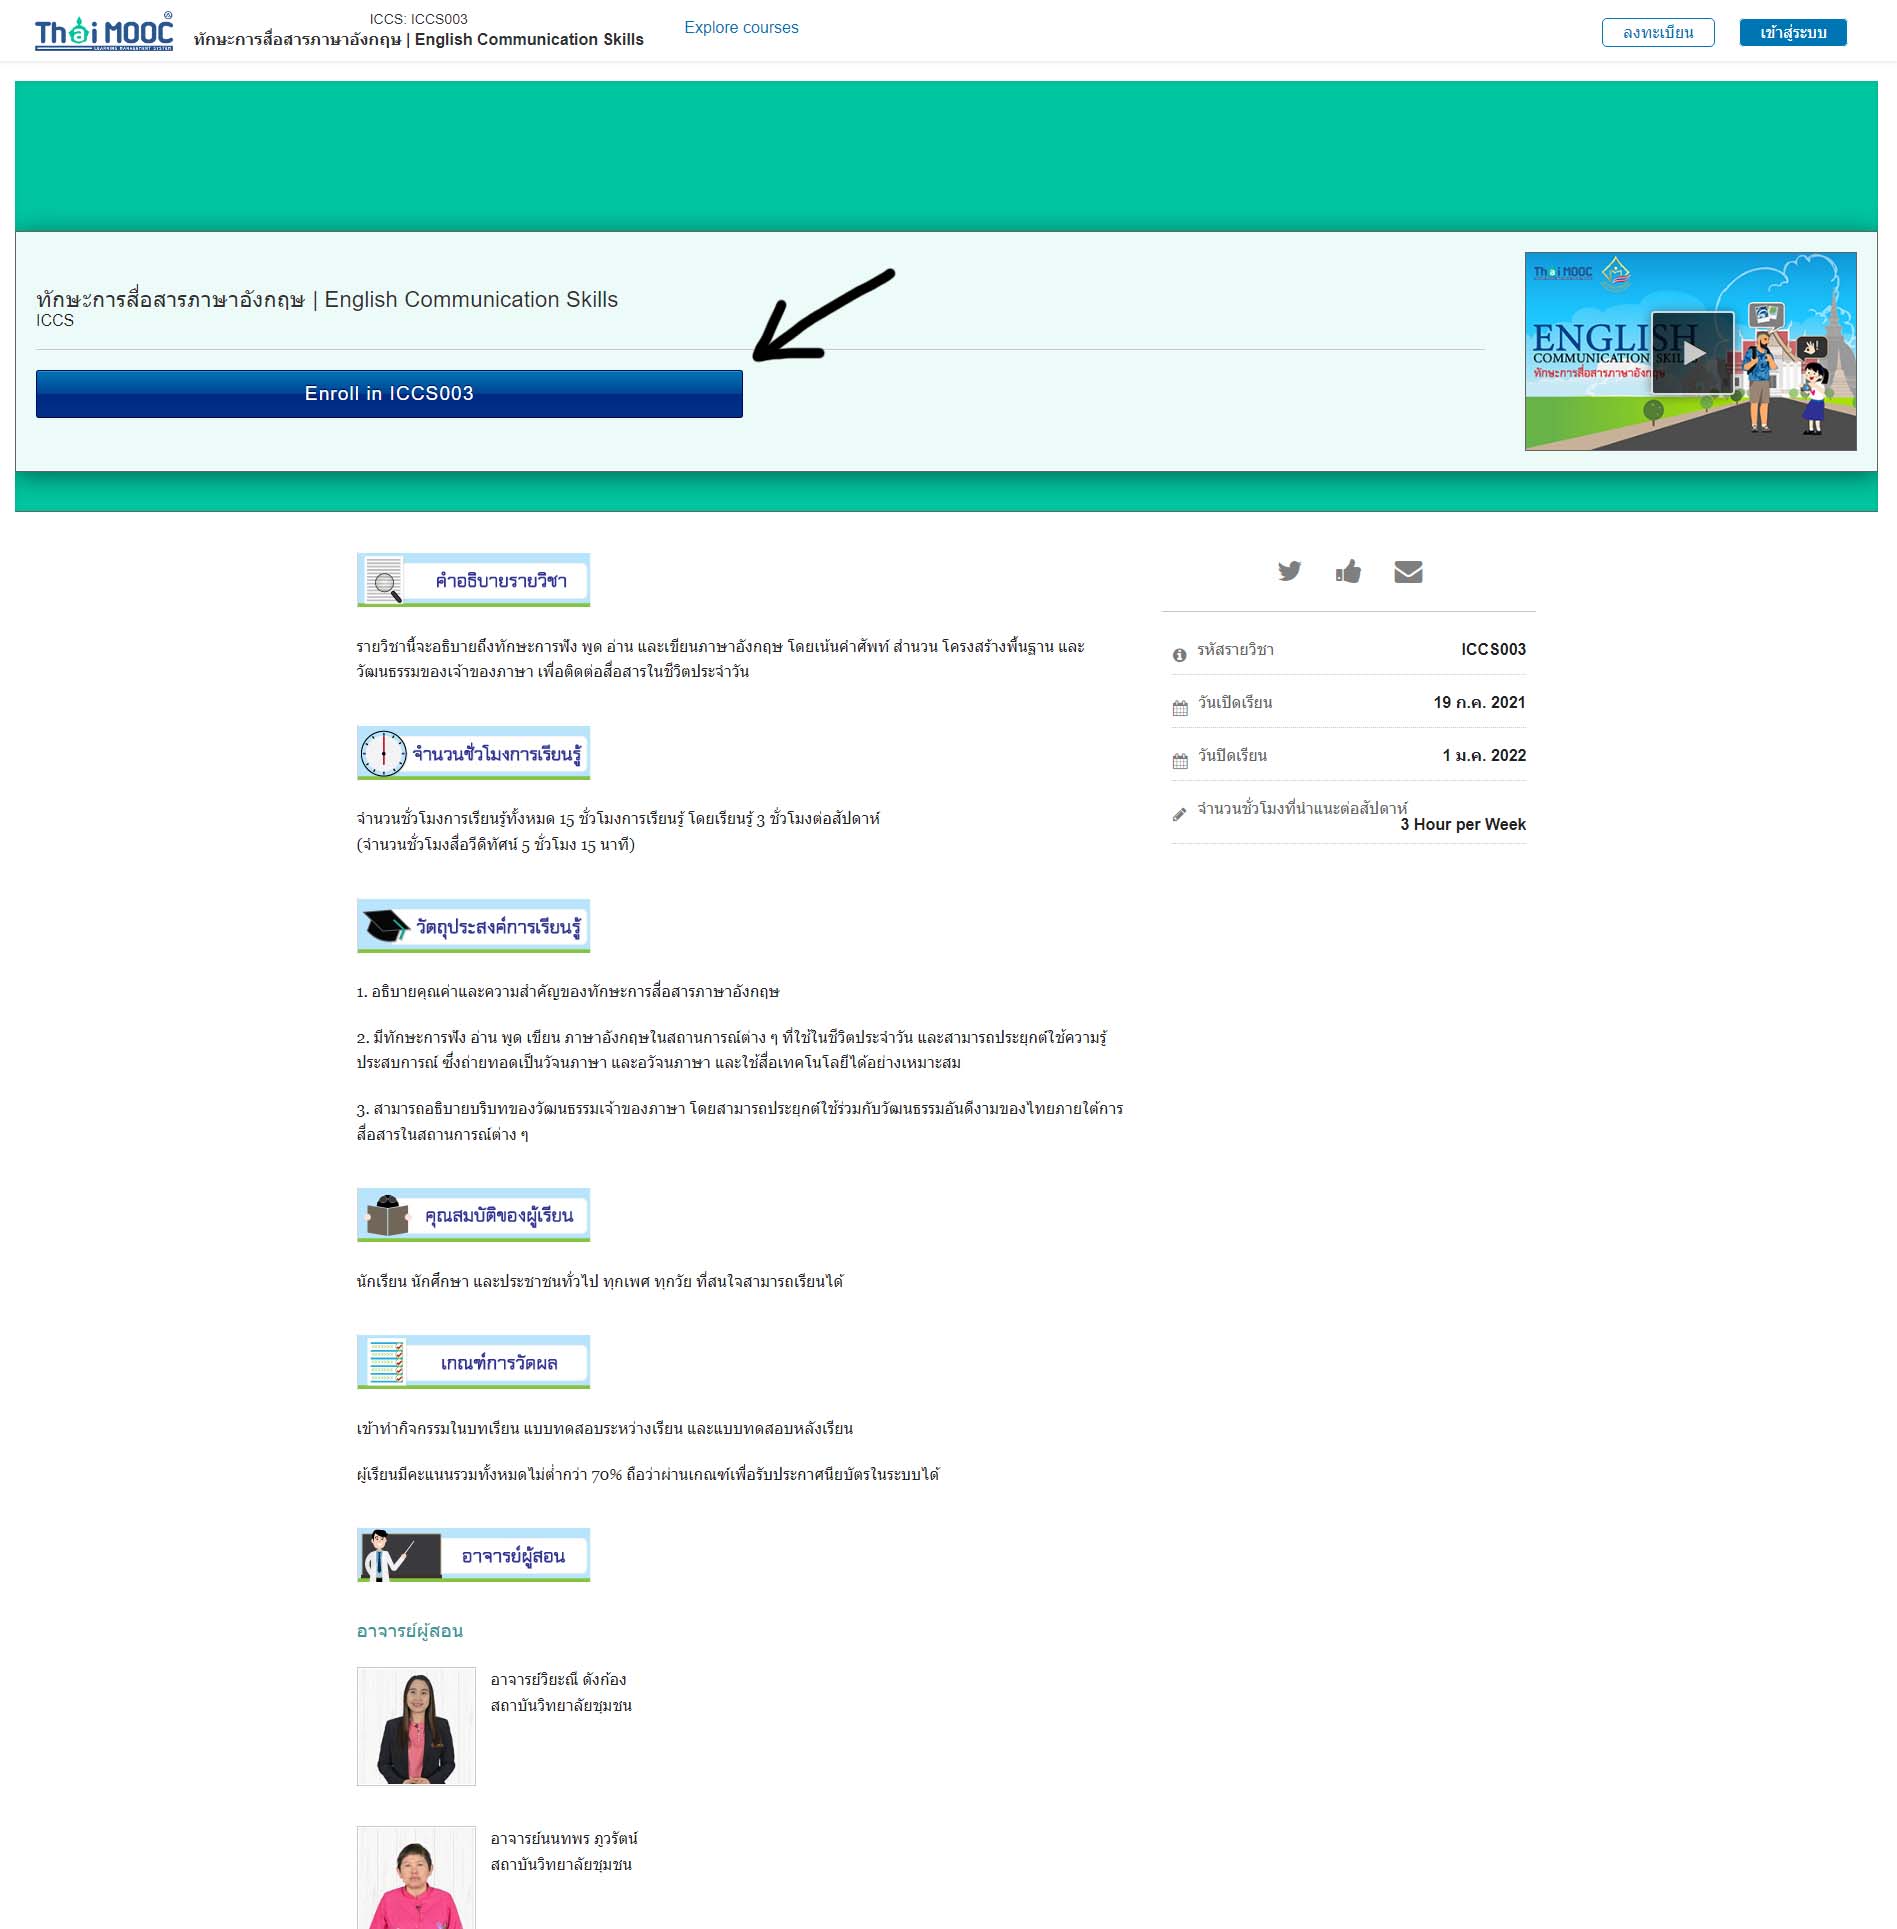 Thai MOOC
LEARNING MANAGEMENT SYSTEM
ICCS: ICCS003
ทักษะการสื่อสารภาษาอังกฤษ | English Communication Skills
Explore courses
ลงทะเบียน
เข้าสู่ระบบ
ทักษะการสื่อสารภาษาอังกฤษ | English Communication Skills
ICCS
Enroll in ICCS003
Thai MOOC
ENGLISH
COMMUNICATION SKILLS
ทักษะการสื่อสารภาษาอังกฤษ
คำอธิบายรายวิชา
รายวิชานี้จะอธิบายถึงทักษะการฟัง พูด อ่าน และเขียนภาษาอังกฤษ โดยเน้นคำศัพท์ สำนวน โครงสร้างพื้นฐาน และ
วัฒนธรรมของเจ้าของภาษา เพื่อติดต่อสื่อสารในชีวิตประจำวัน
จำนวนชั่วโมงการเรียนรู้
จำนวนชั่วโมงการเรียนรู้ทั้งหมด 15 ชั่วโมงการเรียนรู้ โดยเรียนรู้ 3 ชั่วโมงต่อสัปดาห์
(จำนวนชั่วโมงสื่อวีดิทัศน์ 5 ชั่วโมง 15 นาที)
วัตถุประสงค์การเรียนรู้
1. อธิบายคุณค่าและความสำคัญของทักษะการสื่อสารภาษาอังกฤษ
2. มีทักษะการฟัง อ่าน พูด เขียน ภาษาอังกฤษในสถานการณ์ต่าง ๆ ที่ใช้ในชีวิตประจำวัน และสามารถประยุกต์ใช้ความรู้
ประสบการณ์ ซึ่งถ่ายทอดเป็นวัจนภาษา และอวัจนภาษา และใช้สื่อเทคโนโลยีได้อย่างเหมาะสม
3. สามารถอธิบายบริบทของวัฒนธรรมเจ้าของภาษา โดยสามารถประยุกต์ใช้ร่วมกับวัฒนธรรมอันดีงามของไทยภายใต้การ
สื่อสารในสถานการณ์ต่าง ๆ
คุณสมบัติของผู้เรียน
นักเรียน นักศึกษา และประชาชนทั่วไป ทุกเพศ ทุกวัย ที่สนใจสามารถเรียนได้
เกณฑ์การวัดผล
เข้าทำกิจกรรมในบทเรียน แบบทดสอบระหว่างเรียน และแบบทดสอบหลังเรียน
ผู้เรียนมีคะแนนรวมทั้งหมดไม่ต่ำกว่า 70% ถือว่าผ่านเกณฑ์เพื่อรับประกาศนียบัตรในระบบได้
อาจารย์ผู้สอน
อาจารย์ผู้สอน
อาจารย์วิยะณี ดังก้อง
สถาบันวิทยาลัยชุมชน
อาจารย์นนทพร ภูวรัตน์
สถาบันวิทยาลัยชุมชน
รหัสรายวิชา ICCS003
วันเปิดเรียน 19 ก.ค. 2021
วันปิดเรียน 1 ม.ค. 2022
จำนวนชั่วโมงที่นำแนะต่อสัปดาห์
3 Hour per Week